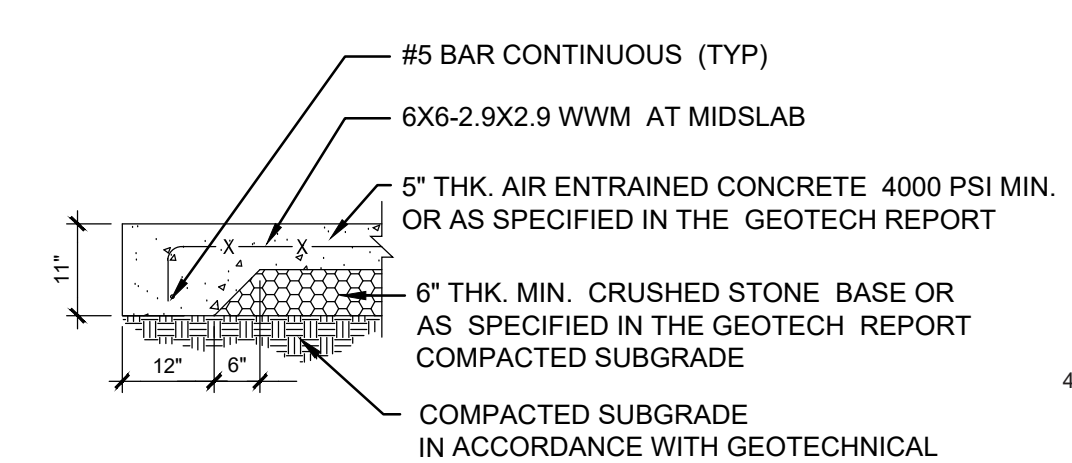 #5 BAR CONTINUOUS (TYP)
6X6-2.9X2.9 WWM AT MIDSLAB
5" THK. AIR ENTRAINED CONCRETE 4000 PSI MIN.
OR AS SPECIFIED IN THE GEOTECH REPORT
X X
11"
6" THK. MIN. CRUSHED STONE BASE OR
AS SPECIFIED IN THE GEOTECH REPORT
COMPACTED SUBGRADE
12" 6"
4
COMPACTED SUBGRADE
IN ACCORDANCE WITH GEOTECHNICAL